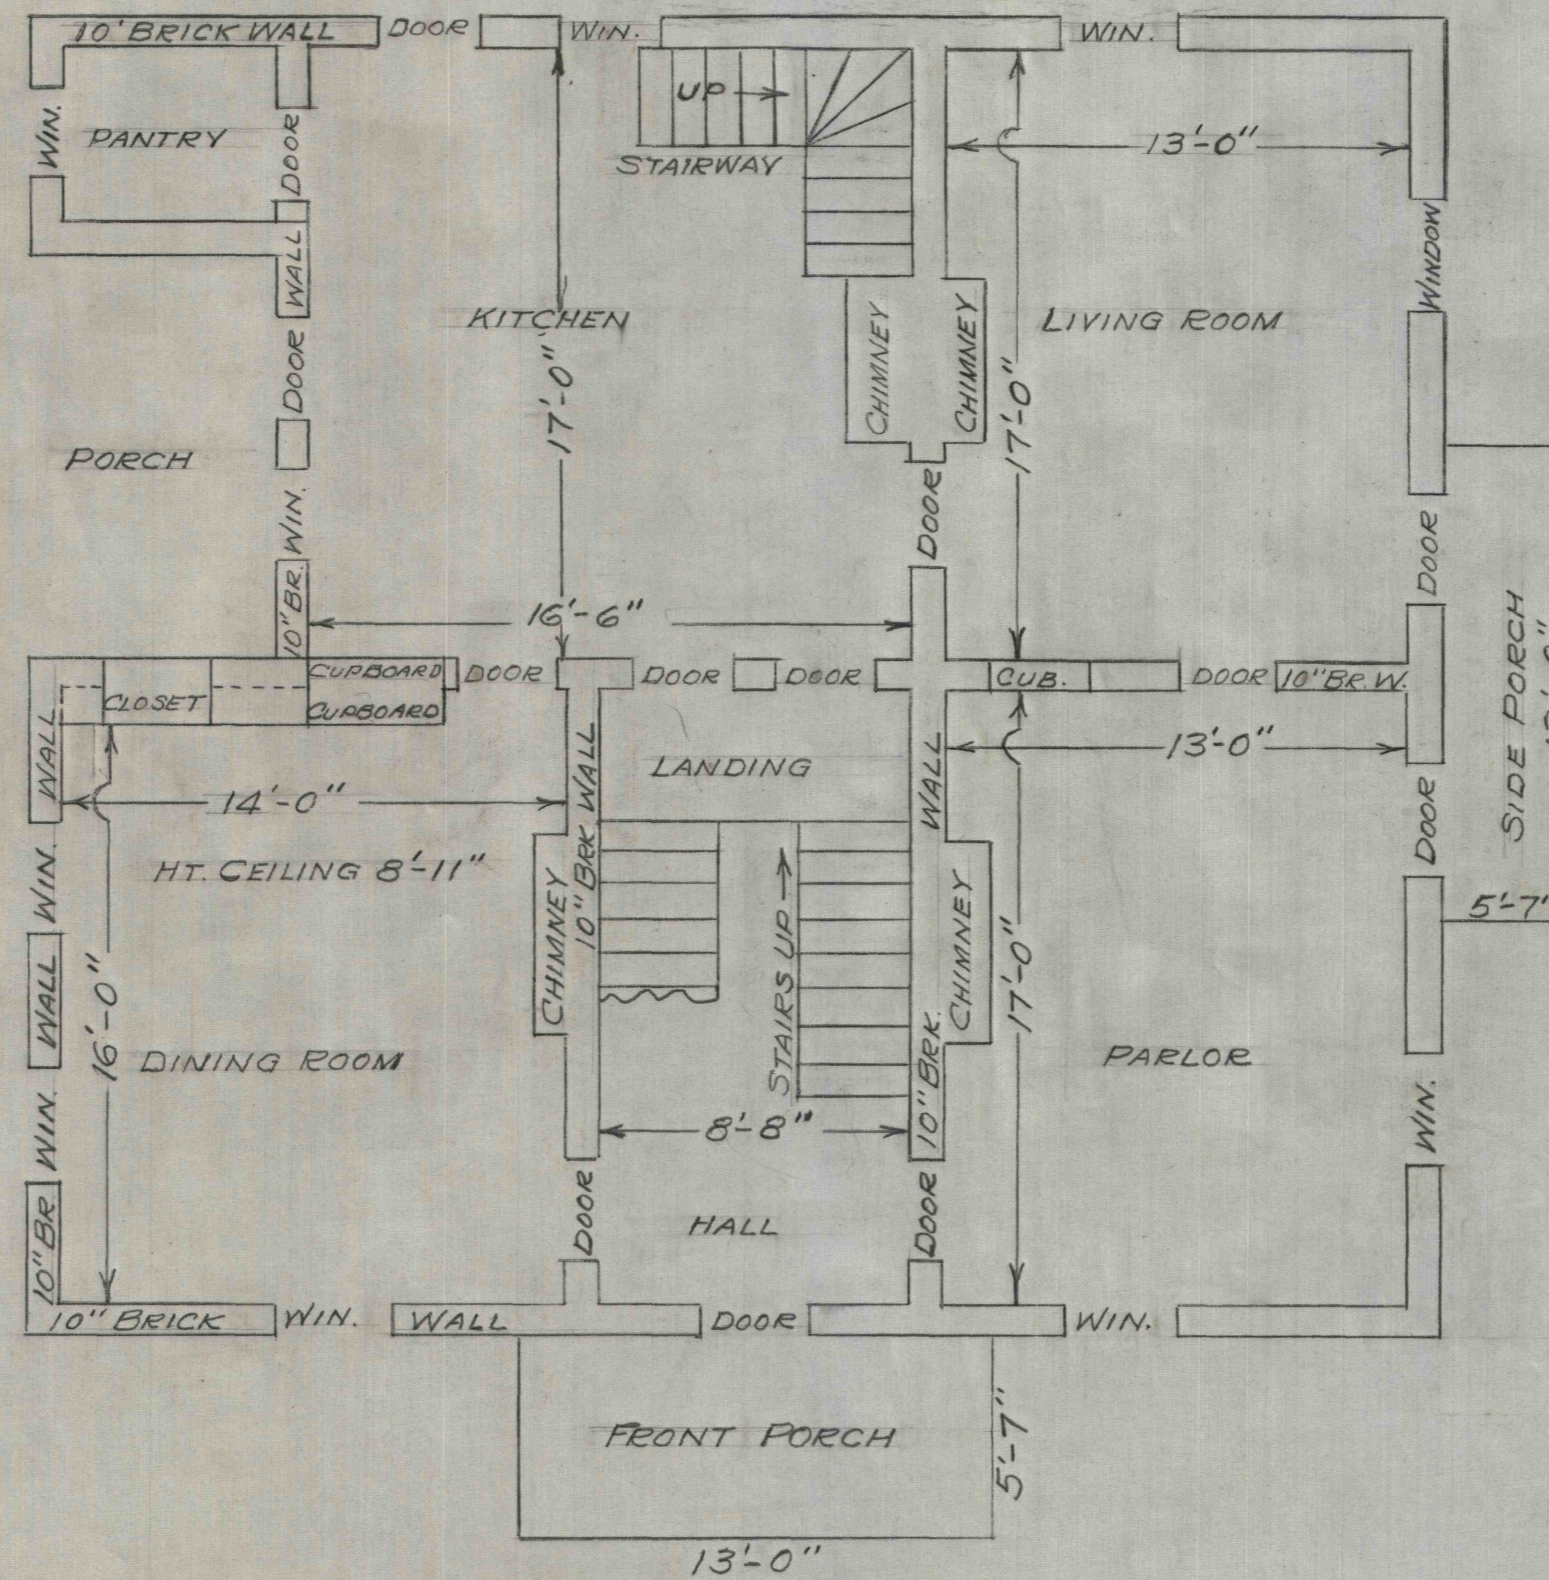 10' BRICK WALL
DOOR
WIN.
WIN.
WIN.
PANTRY
DOOR
UP
STAIRWAY
13'-0"
WALL
WINDOW
KITCHEN
CHIMNEY
CHIMNEY
LIVING ROOM
DOOR
17'-0"
17'-0"
PORCH
WIN.
DOOR
DOOR
10" BR.
16'-6"
SIDE PORCH
CUPBOARD
DOOR
DOOR
DOOR
CUB.
DOOR
10" BR. W.
CLOSET
CUPBOARD
WALL
10" BRK WALL
LANDING
WALL
13'-0"
14'-0"
DOOR
WIN.
HT. CEILING 8'-11"
CHIMNEY
CHIMNEY
5'-7"
WALL
16'-0"
STAIRS UP
17'-0"
DINING ROOM
10" BRK.
PARLOR
WIN.
8'-8"
WIN.
10" BR.
DOOR
HALL
DOOR
10" BRICK
WIN.
WALL
DOOR
WIN.
FRONT PORCH
5'-7"
13'-0"